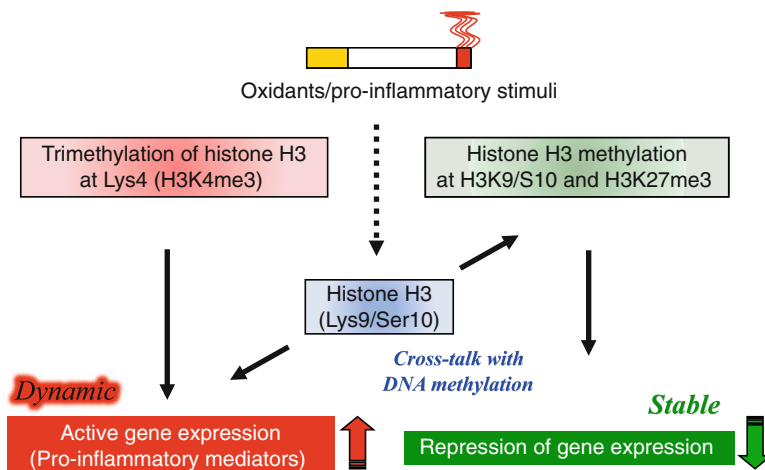 Oxidants/pro-inflammatory stimuli
Trimethylation of histone H3
at Lys4 (H3K4me3)
Histone H3 methylation
at H3K9/S10 and H3K27me3
Histone H3
(Lys9/Ser10)
Cross-talk with
DNA methylation
Dynamic
Active gene expression
(Pro-inflammatory mediators)
Stable
Repression of gene expression